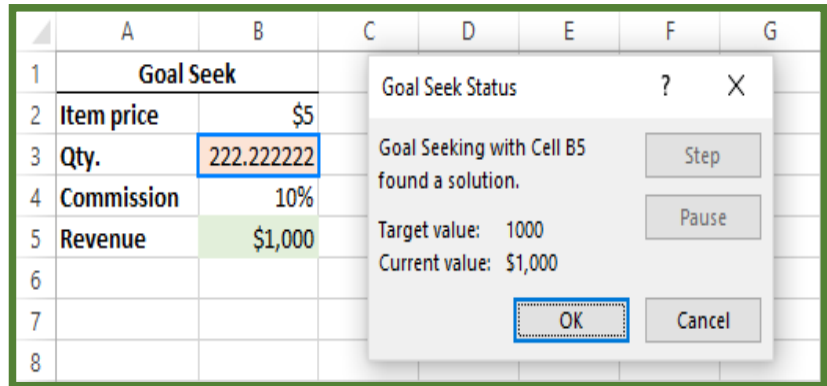 A B C D E F G
1 Goal Seek
2 Item price $5
3 Qty. 222.222222
4 Commission 10%
5 Revenue $1,000
6
7
8
Goal Seek Status ? X
Goal Seeking with Cell B5
found a solution.
Target value: 1000
Current value: $1,000
Step
Pause
OK Cancel